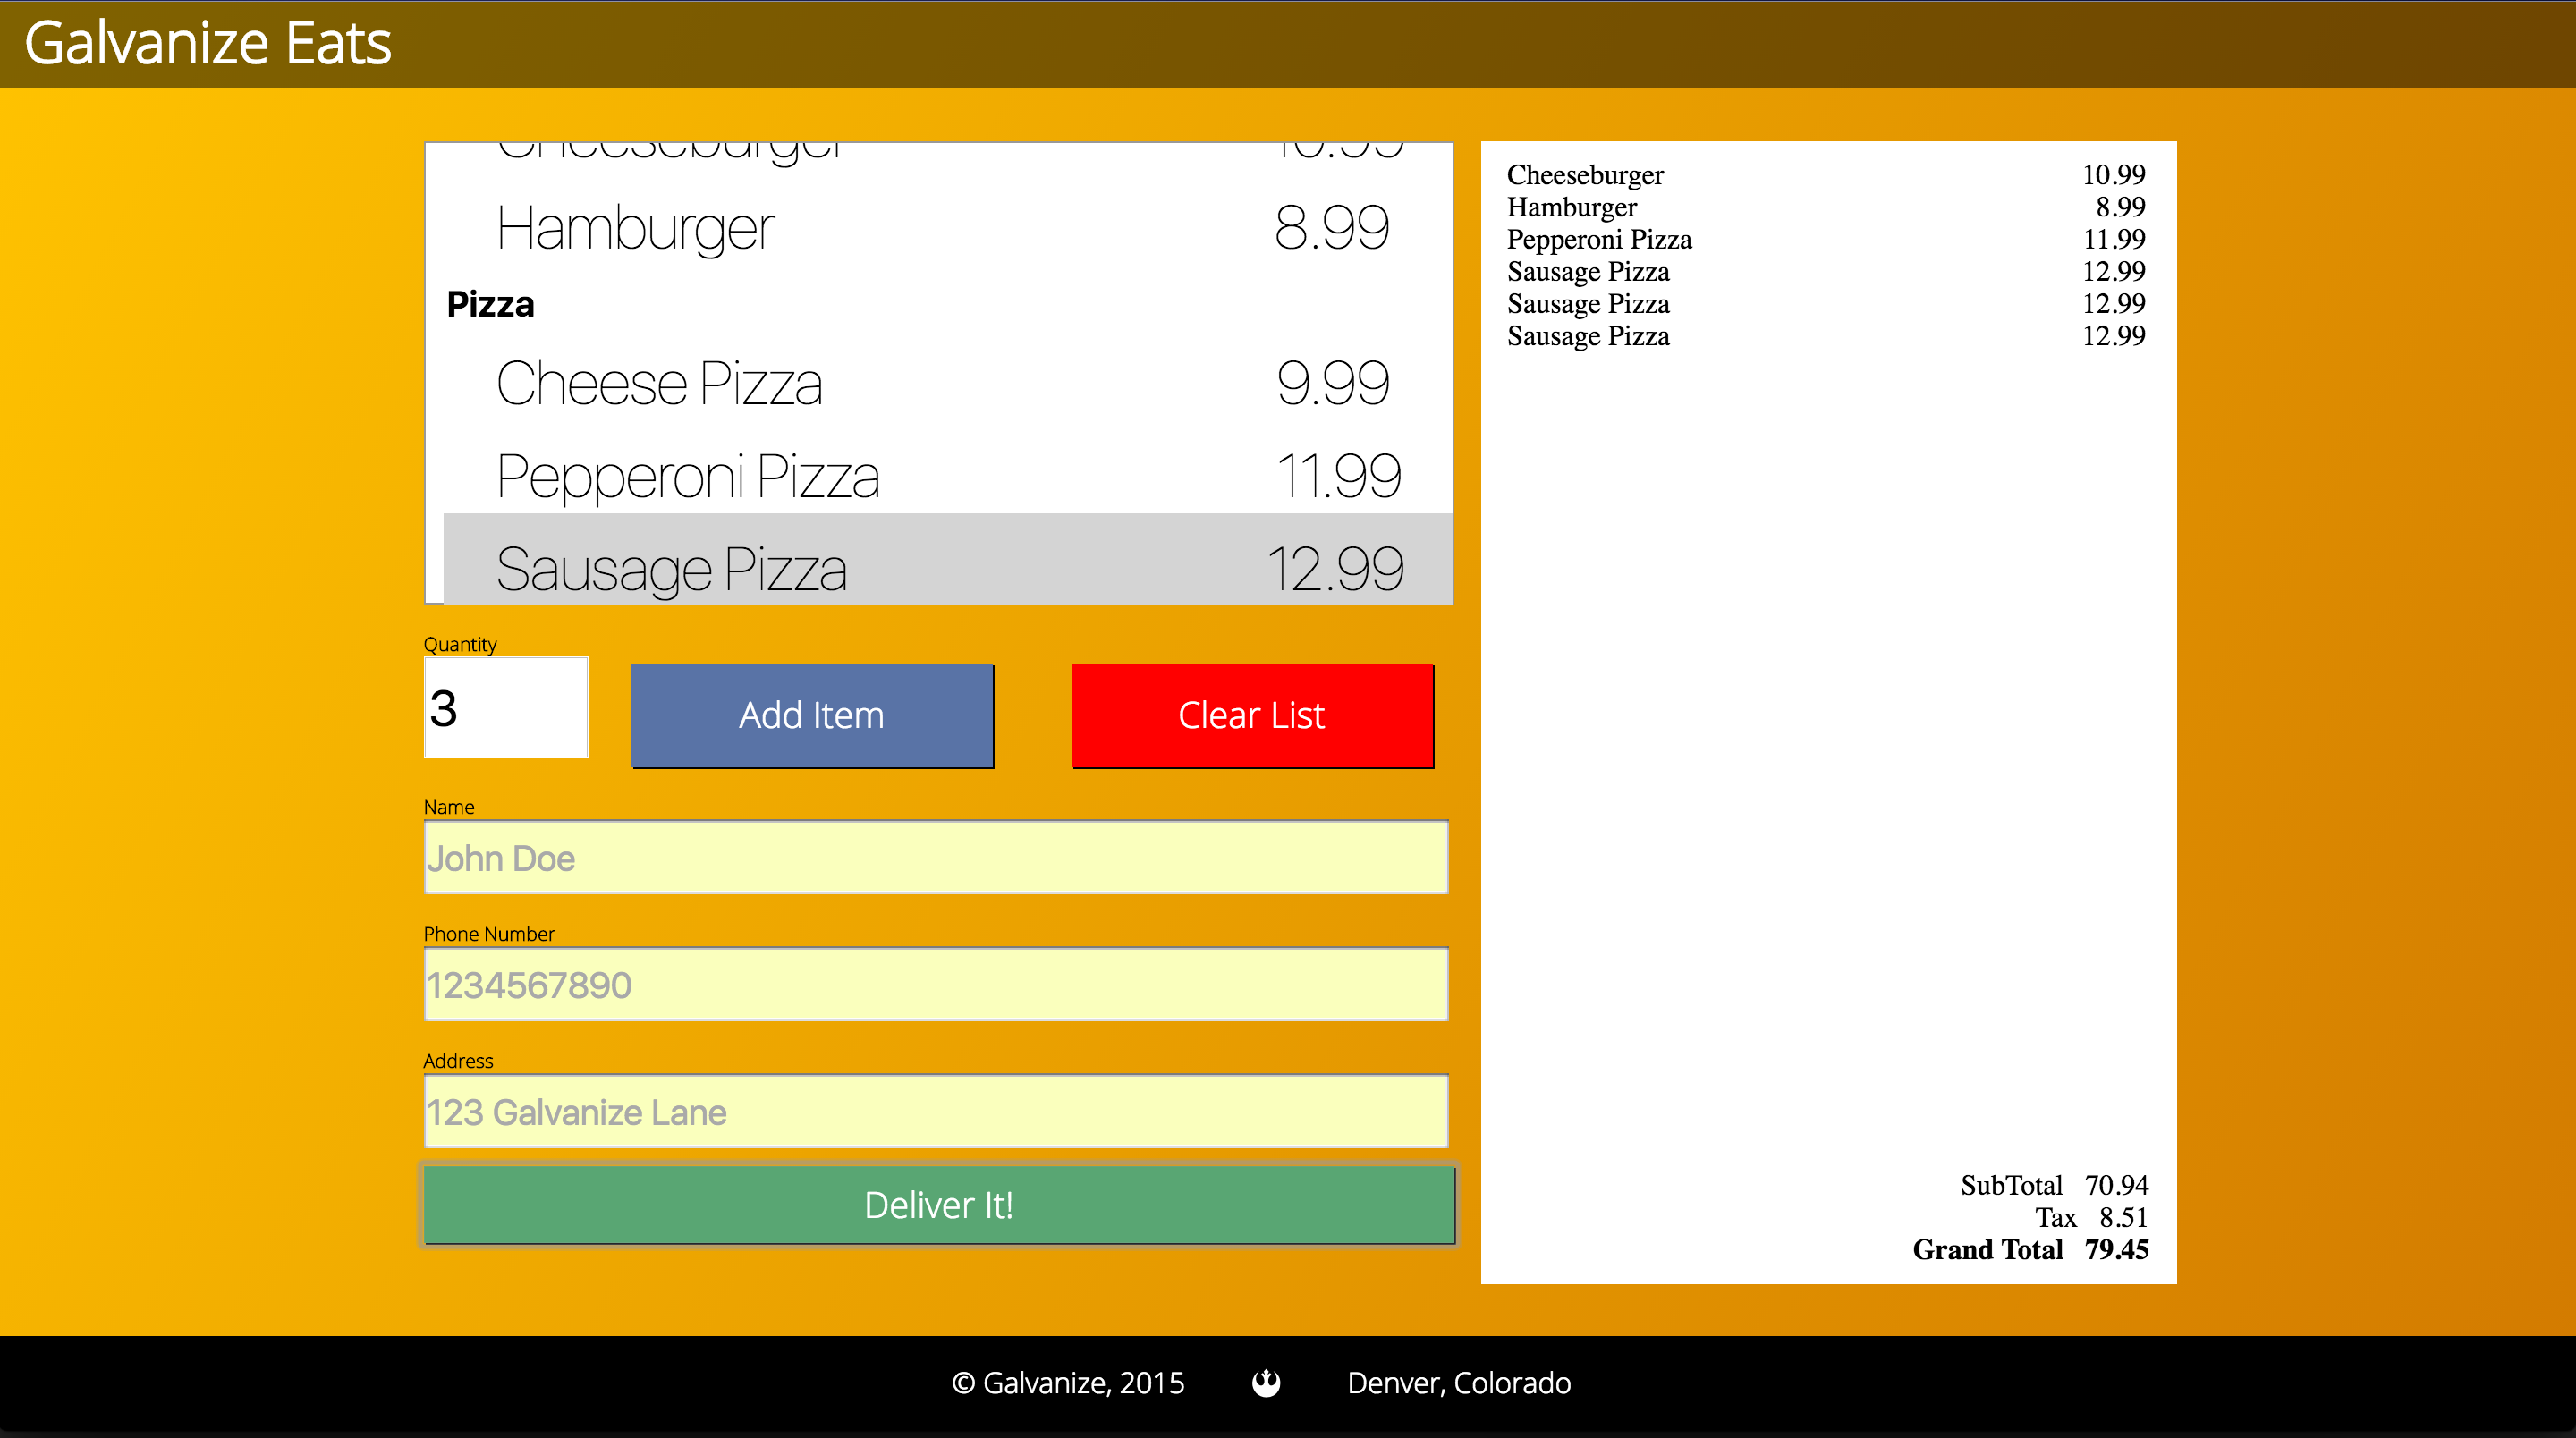 Galvanize Eats
Cheeseburger 10.99
Hamburger 8.99
Pizza
Cheese Pizza 9.99
Pepperoni Pizza 11.99
Sausage Pizza 12.99
Quantity
3
Add Item
Clear List
Name
John Doe
Phone Number
1234567890
Address
123 Galvanize Lane
Deliver It!
Cheeseburger 10.99
Hamburger 8.99
Pepperoni Pizza 11.99
Sausage Pizza 12.99
Sausage Pizza 12.99
Sausage Pizza 12.99
SubTotal 70.94
Tax 8.51
Grand Total 79.45
© Galvanize, 2015 Denver, Colorado